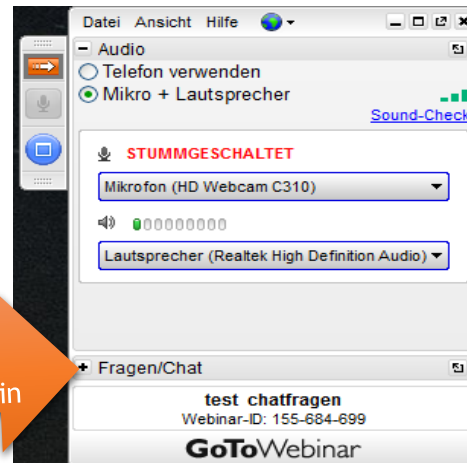 Datei Ansicht Hilfe
Audio
Telefon verwenden
Mikro + Lautsprecher
Sound-Check
STUMMGESCHALTET
Mikrofon (HD Webcam C310)
Lautsprecher (Realtek High Definition Audio)
Fragen/Chat
in
test chatfragen
Webinar-ID: 155-684-699
GoToWebinar